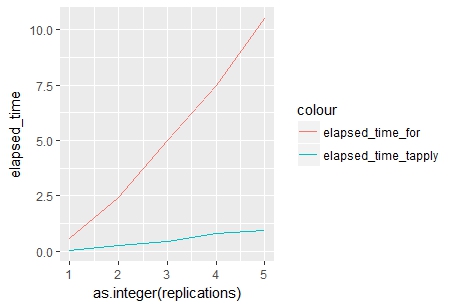 10.0
7.5
5.0
2.5
0.0
elapsed_time
1 2 3 4 5
as.integer(replications)
colour
elapsed_time_for
elapsed_time_tapply